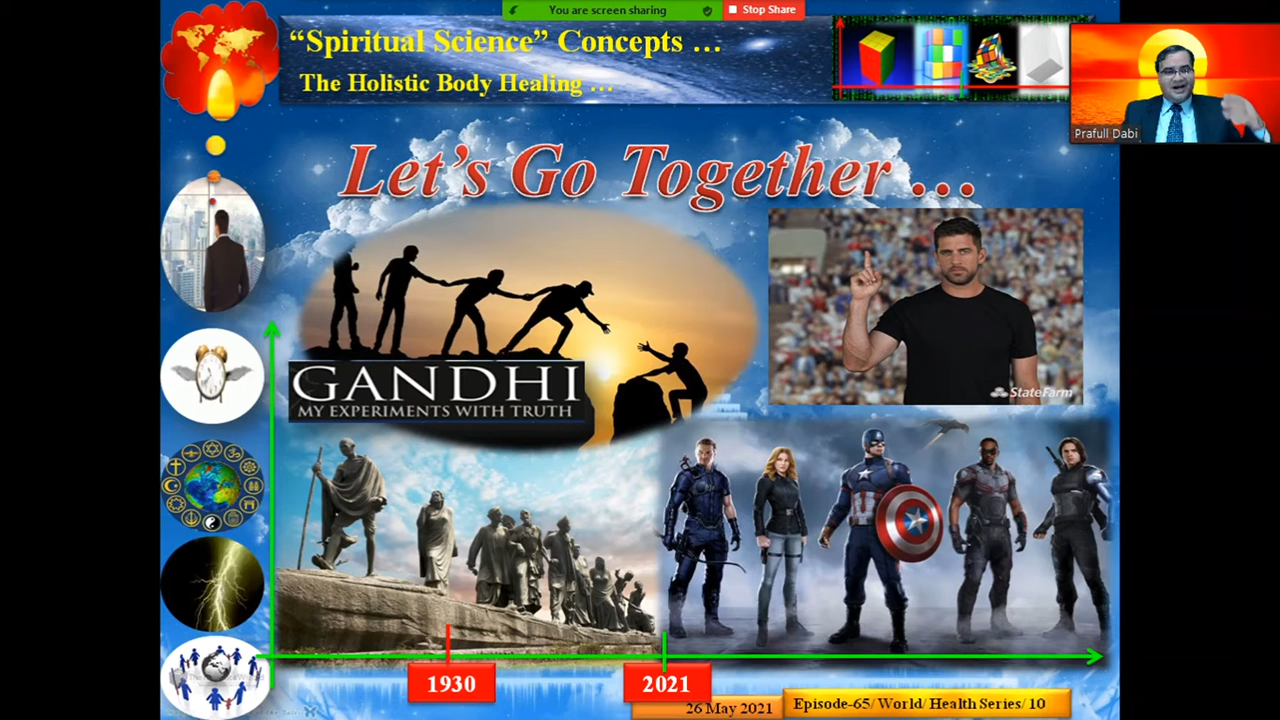 You are screen sharing
Stop Share
“Spiritual Science” Concepts ...
The Holistic Body Healing ...
Prafull Dabi
Let’s Go Together ...
GANDHI
MY EXPERIMENTS WITH TRUTH
StateFarm
1930
2021
26 May 2021
Episode-65/ World/ Health Series/ 10